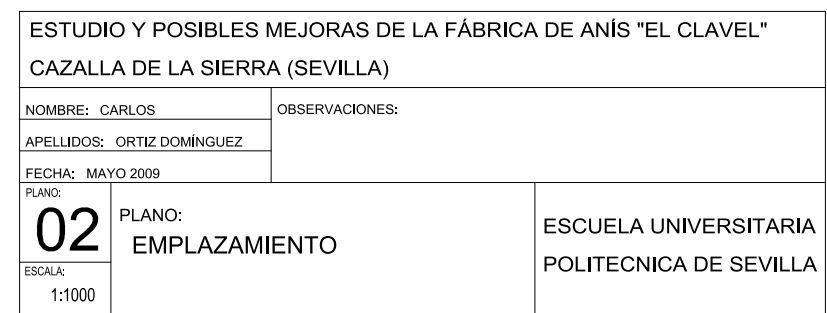 ESTUDIO Y POSIBLES MEJORAS DE LA FÁBRICA DE ANÍS "EL CLAVEL"
CAZALLA DE LA SIERRA (SEVILLA)
NOMBRE: CARLOS
OBSERVACIONES:
APELLIDOS: ORTIZ DOMÍNGUEZ
FECHA: MAYO 2009
PLANO:
02
ESCALA:
1:1000
PLANO:
EMPLAZAMIENTO
ESCUELA UNIVERSITARIA
POLITECNICA DE SEVILLA